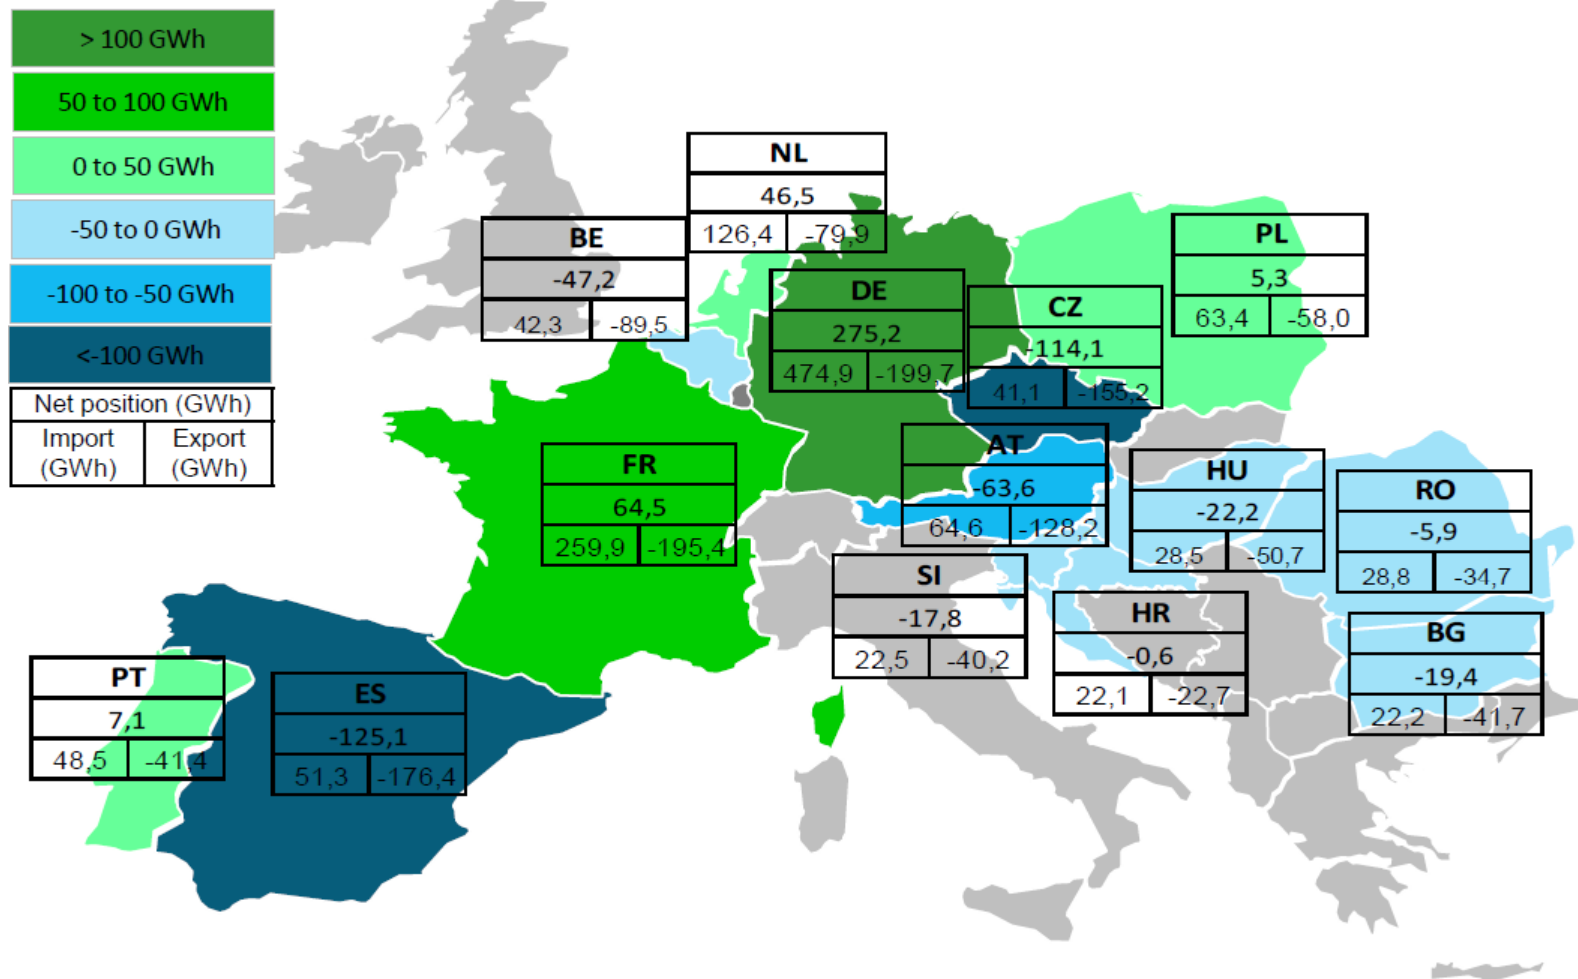 > 100 GWh
50 to 100 GWh
0 to 50 GWh
-50 to 0 GWh
-100 to -50 GWh
<-100 GWh
Net position (GWh)
Import (GWh) Export (GWh)
NL
46,5
126,4 -79,9
BE
-47,2
42,3 -89,5
PL
5,3
63,4 -58,0
DE
275,2
474,9 -199,7
CZ
-114,1
41,1 -155,2
FR
64,5
259,9 -195,4
AT
-63,6
64,6 -128,2
HU
-22,2
28,5 -50,7
RO
-5,9
28,8 -34,7
SI
-17,8
22,5 -40,2
HR
-0,6
22,1 -22,7
BG
-19,4
22,2 -41,7
PT
7,1
48,5 -41,4
ES
-125,1
51,3 -176,4